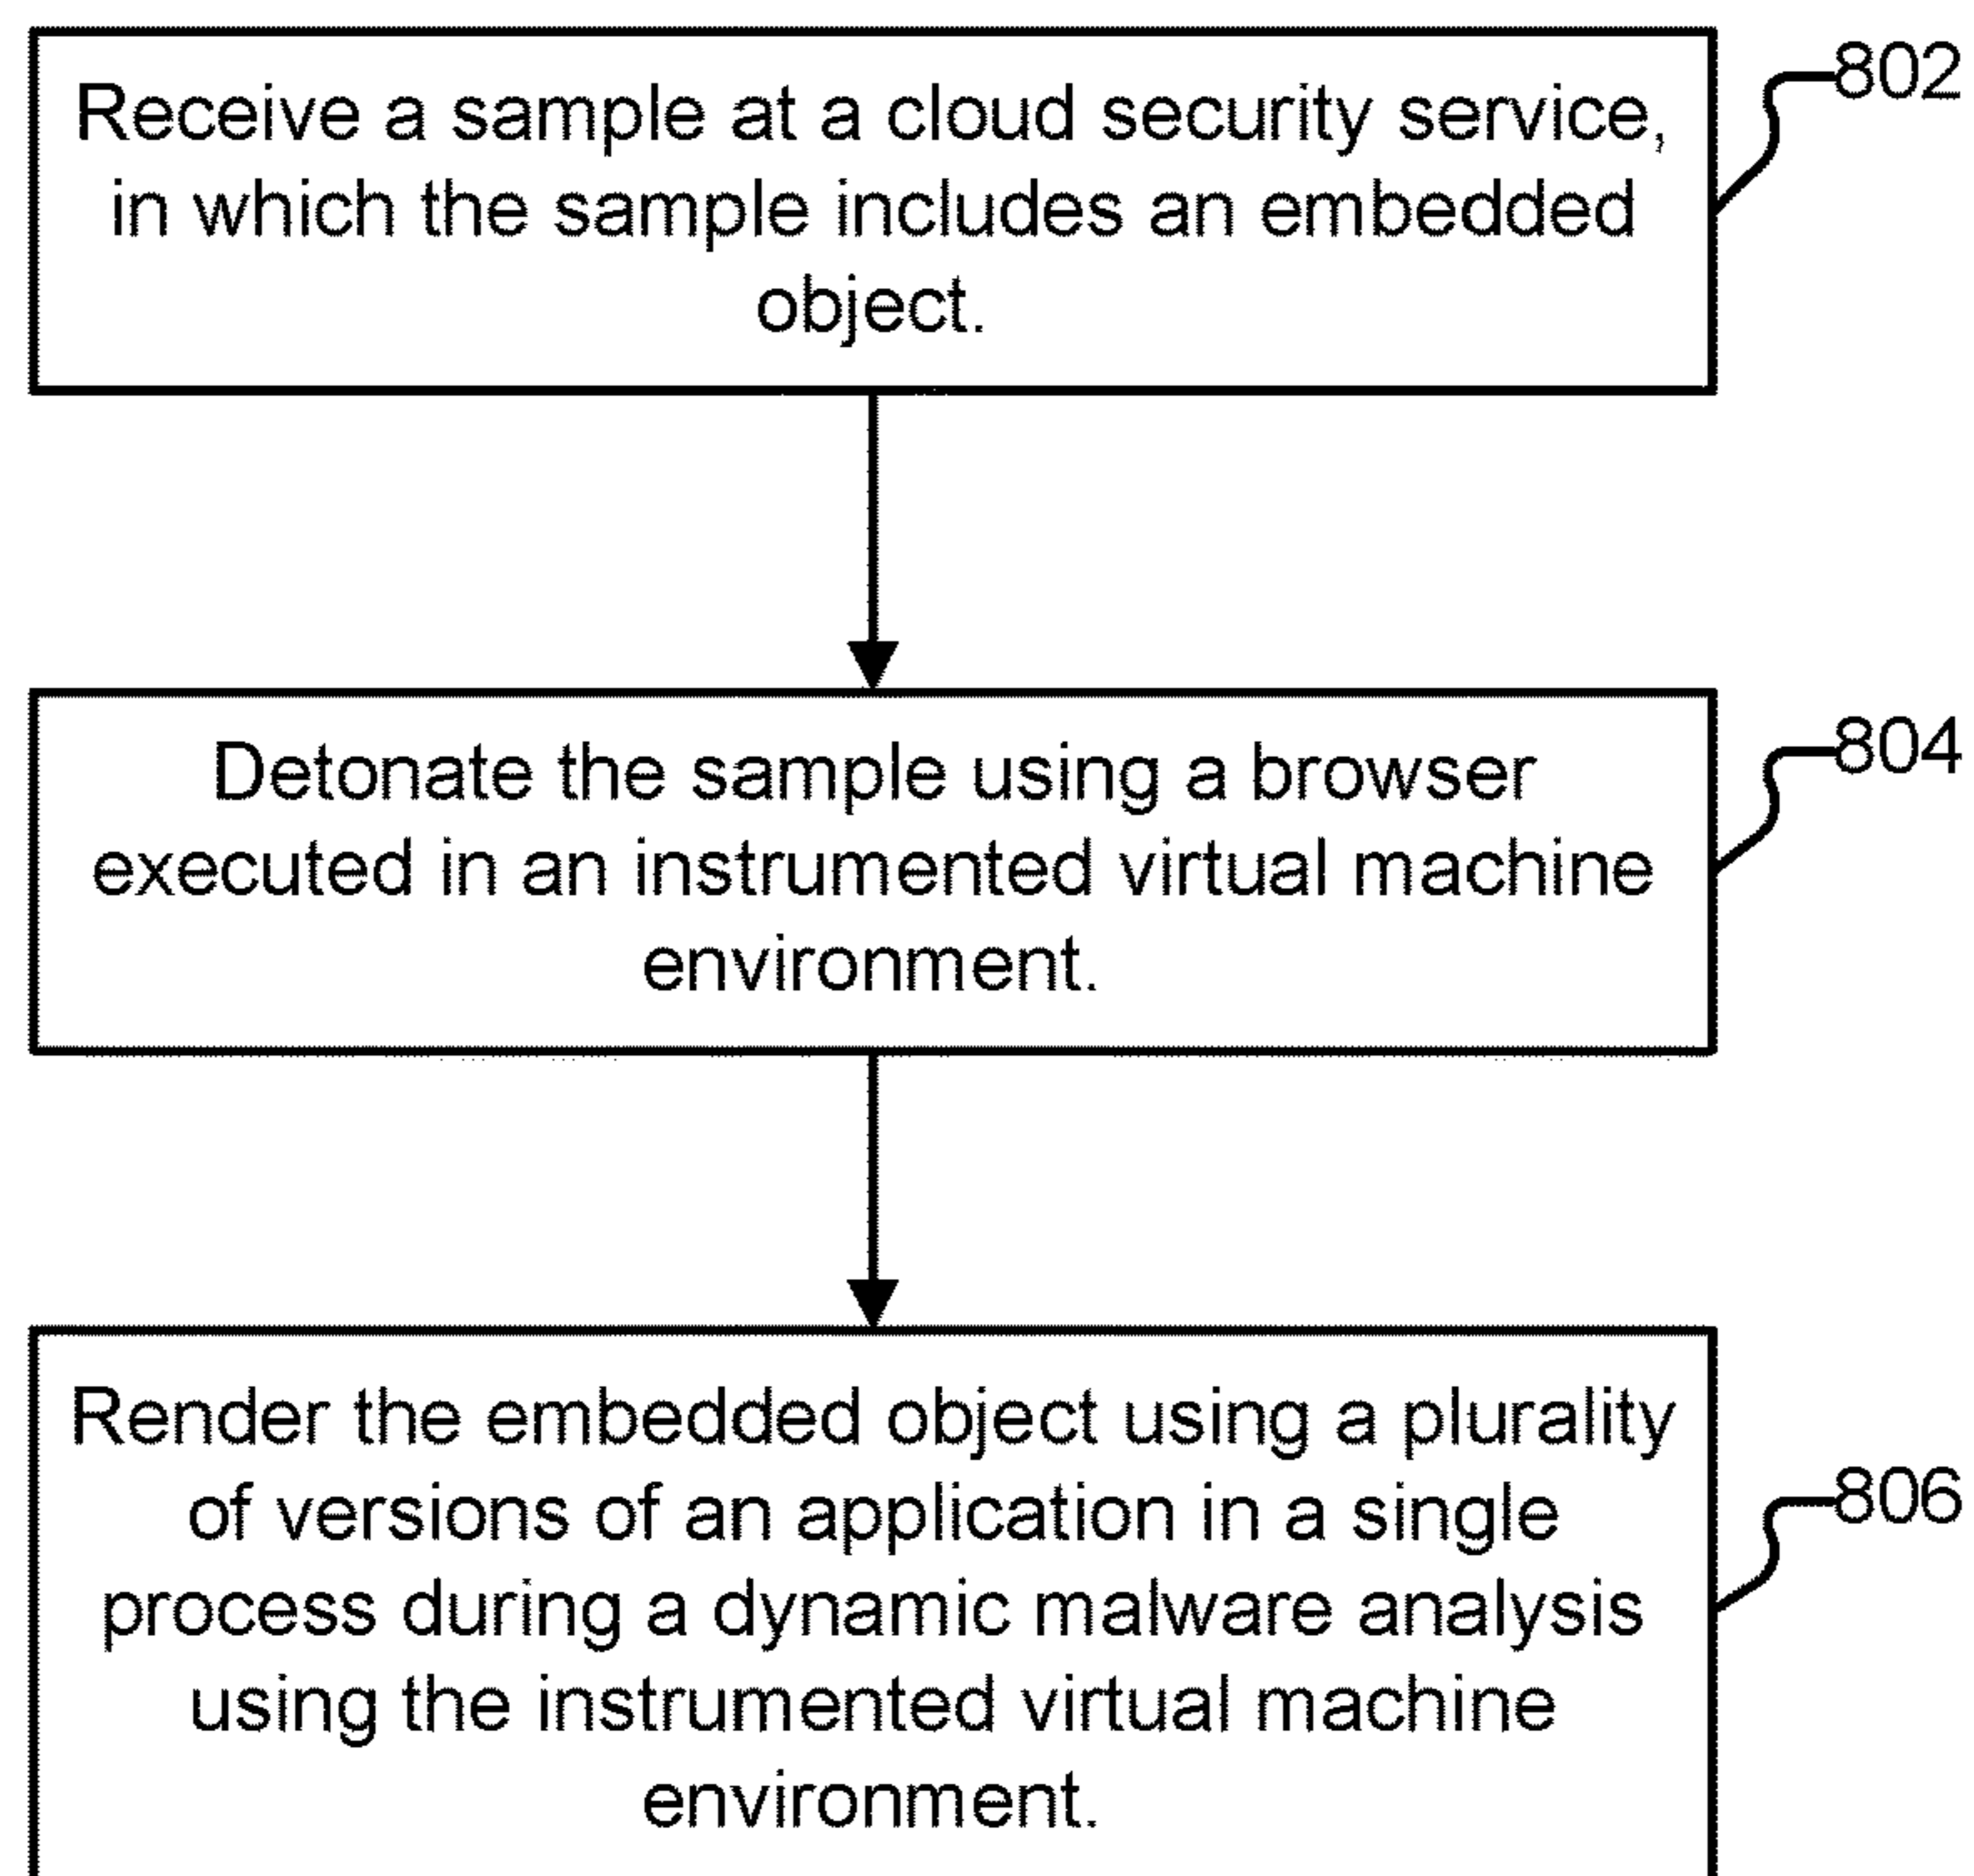 Receive a sample at a cloud security service,
in which the sample includes an embedded
object.
802
Detonate the sample using a browser
executed in an instrumented virtual machine
environment.
804
Render the embedded object using a plurality
of versions of an application in a single
process during a dynamic malware analysis
using the instrumented virtual machine
environment.
806